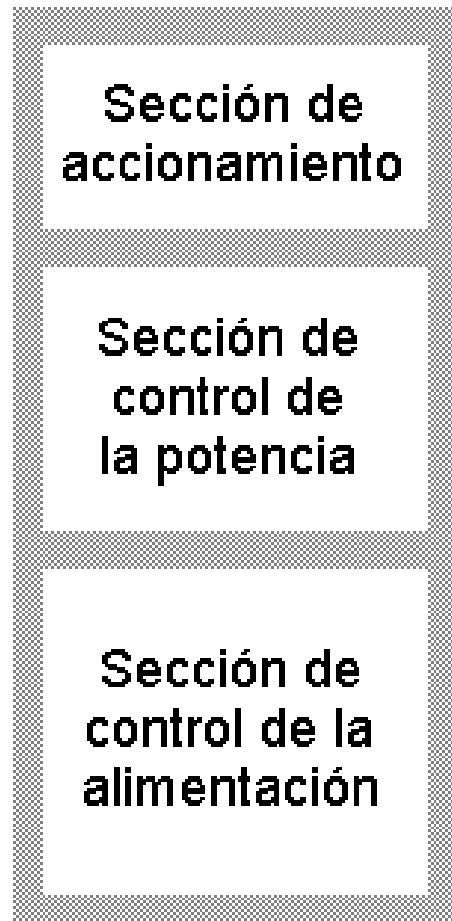 Sección de
accionamiento
Sección de
control de
la potencia
Sección de
control de la
alimentación